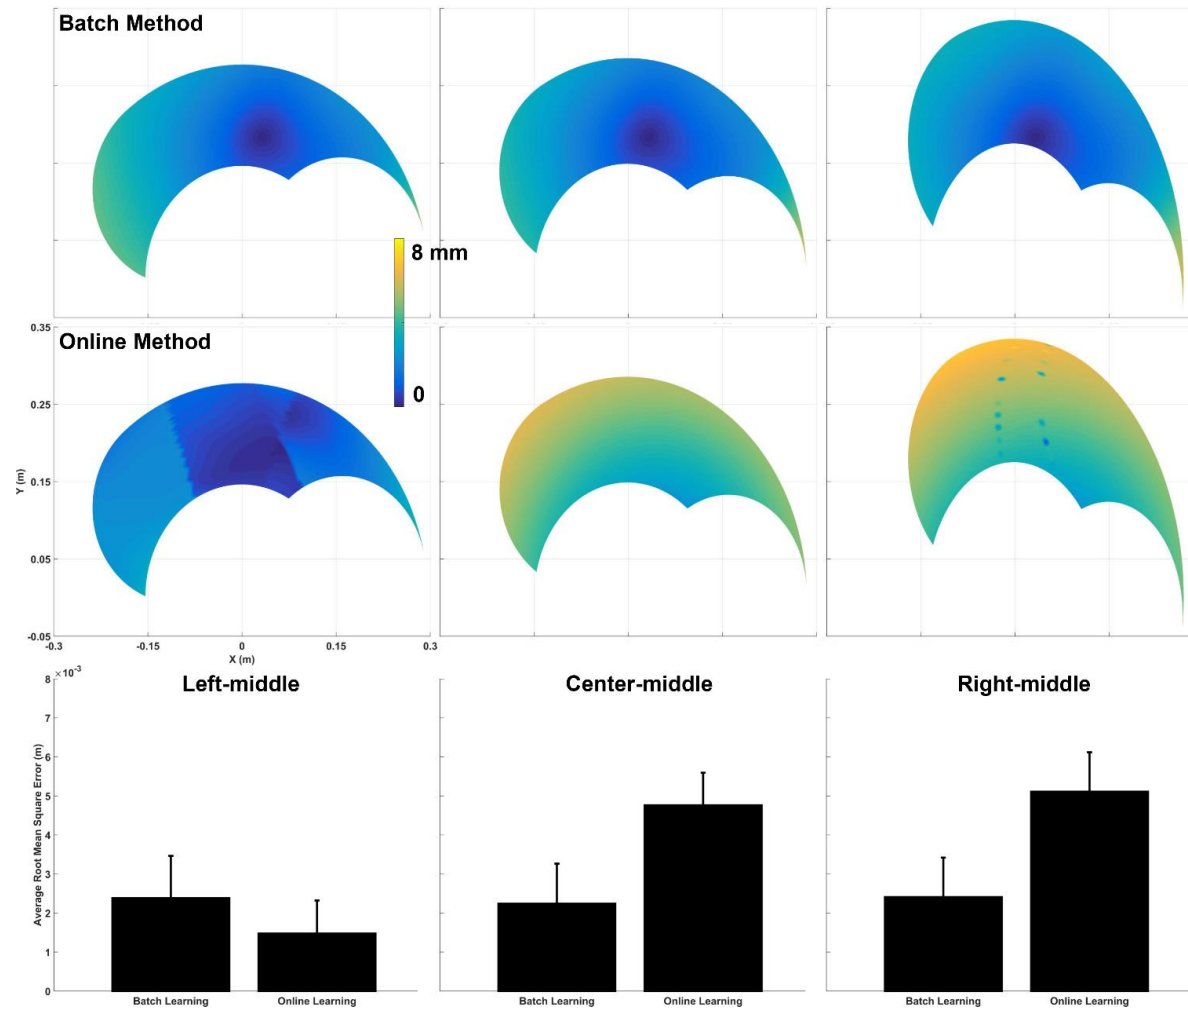 Batch Method
8 mm
0
Online Method
0.35
0.25
0.15
0.05
-0.05
Y (m)
-0.3
-0.15
0
0.15
0.3
X (m)
×10-3
Left-middle
Center-middle
Right-middle
8
7
6
5
4
3
2
1
0
Average Root Mean Square Error (m)
Batch Learning
Online Learning
Batch Learning
Online Learning
Batch Learning
Online Learning